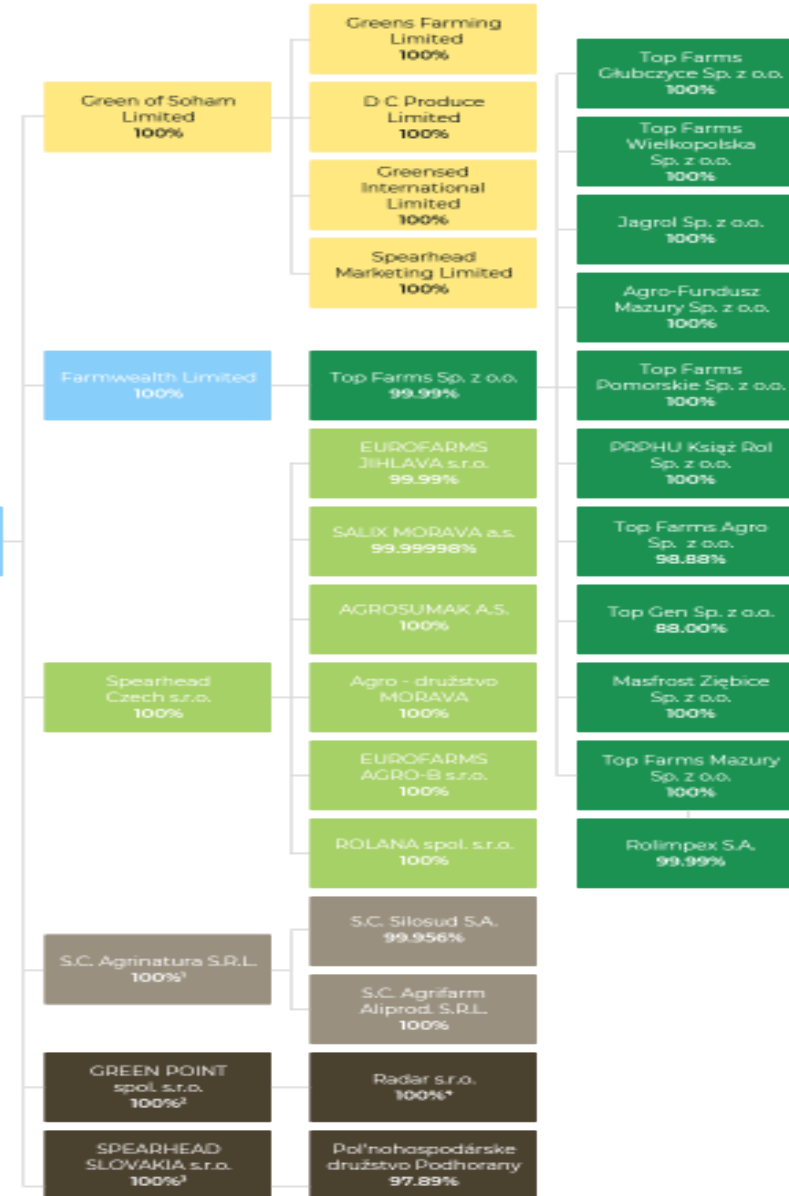 Green of Soham
Limited
100%
Greens Farming
Limited
100%
D C Produce
Limited
100%
Greensed
International
Limited
100%
Spearhead
Marketing Limited
100%
Farmwealth Limited
100%
Top Farms Sp. z o.o.
99.99%
Top Farms
Głubczyce Sp. z o.o.
100%
Top Farms
Wielkopolska
Sp. z o.o.
100%
Jagrol Sp. z o.o.
100%
Agro-Fundusz
Mazury Sp. z o.o.
100%
Top Farms
Pomorskie Sp. z o.o.
100%
PRPHU Książ Rol
Sp. z o.o.
100%
Top Farms Agro
Sp. z o.o.
98.88%
Top Gen Sp. z o.o.
88.00%
Masfrost Ziębice
Sp. z o.o.
100%
Top Farms Mazury
Sp. z o.o.
100%
Rolimpex S.A.
99.99%
Spearhead
Czech s.r.o.
100%
EUROFARMS
JIHLAVA s.r.o.
99.99%
SALIX MORAVA a.s.
99.99998%
AGROSUMAK A.S.
100%
Agro - družstvo
MORAVA
100%
EUROFARMS
AGRO-B s.r.o.
100%
ROLANA spol. s.r.o.
100%
S.C. Agrinatura S.R.L.
100%¹
S.C. Silosud S.A.
99.956%
S.C. Agrifarm
Aliprod. S.R.L.
100%
GREEN POINT
spol. s.r.o.
100%²
Radar s.r.o.
100%⁴
SPEARHEAD
SLOVAKIA s.r.o.
100%³
Poľnohospodárske
družstvo Podhorany
97.89%